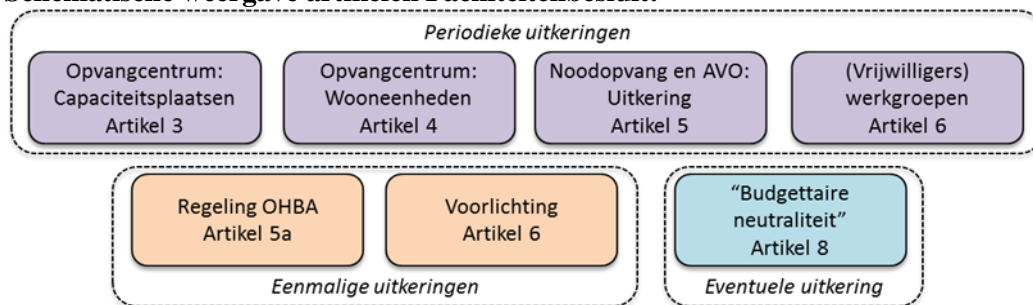 Schematische weergave artikelen Faciliteitenbesluit:
Periodieke uitkeringen
Opvangcentrum:
Capaciteitsplaatsen
Artikel 3
Opvangcentrum:
Wooneenheden
Artikel 4
Noodopvang en AVO:
Uitkering
Artikel 5
(Vrijwilligers)
werkgroepen
Artikel 6
Regeling OHBA
Artikel 5a
Voorlichting
Artikel 6
Eenmalige uitkeringen
“Budgettaire
neutraliteit”
Artikel 8
Eventuele uitkering